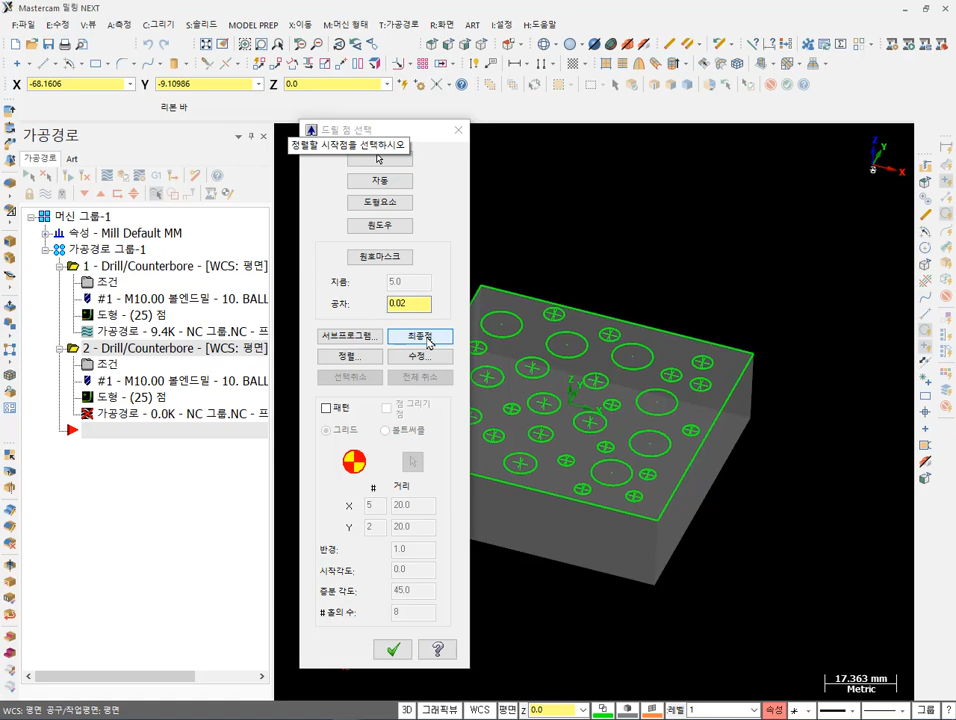 Mastercam 밀링 NEXT
F:파일 E:수정 V:뷰 A:측정 C:그리기 S:솔리드 MODEL PREP X:이동 M:머신 형태 T:가공경로 R:화면 ART I:설정 H:도움말
X -68.1606 Y -9.10986 Z 0.0
리본 바
가공경로
가공경로 Art
G1
머신 그룹-1
속성 - Mill Default MM
가공경로 그룹-1
1 - Drill/Counterbore - [WCS: 평면]
조건
#1 - M10.00 볼엔드밀 - 10. BALL
도형 - (25) 점
가공경로 - 9.4K - NC 그룹.NC - 프
2 - Drill/Counterbore - [WCS: 평면]
조건
#1 - M10.00 볼엔드밀 - 10. BALL
도형 - (25) 점
가공경로 - 0.0K - NC 그룹.NC - 프
드릴 점 선택
정렬할 시작점을 선택하시오
자동
도형요소
윈도우
원호마스크
지름: 5.0
공차: 0.02
서브프로그램... 최종점
정렬... 수정...
선택취소 전체 취소
패턴 점 그리기
점
그리드 볼트써클
# 거리
X 5 20.0
Y 2 20.0
반경: 1.0
시작각도: 0.0
증분 각도: 45.0
# 홀의 수: 8
Z
Y
X
17.363 mm
Metric
WCS: 평면 공구/작업평면: 평면
3D 그래픽뷰 WCS 평면 Z 0.0 레벨 1 속성 그룹